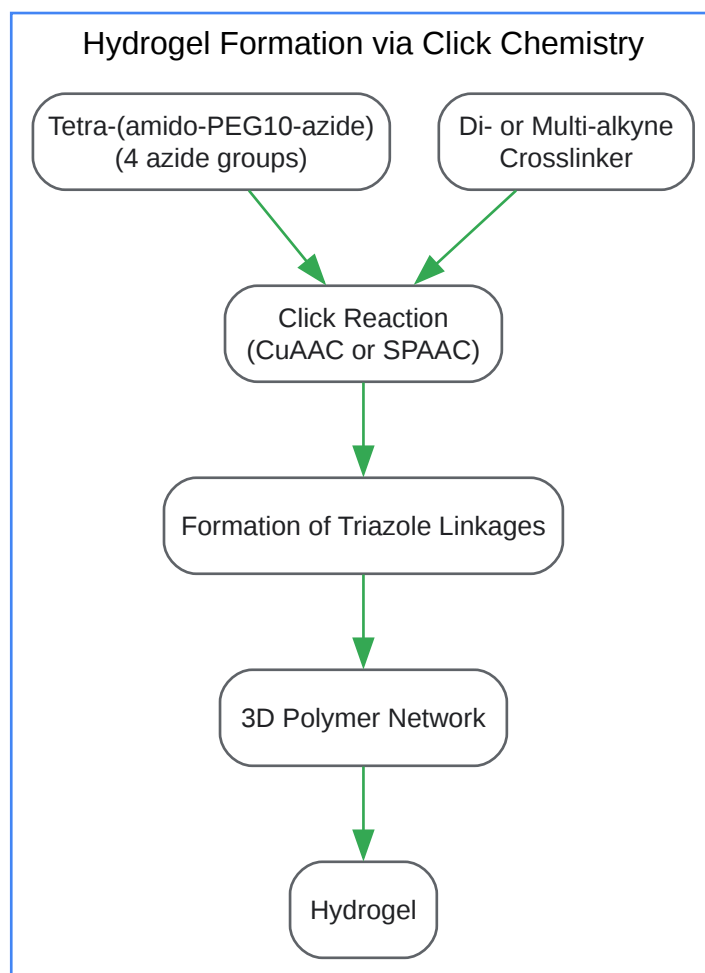 Hydrogel Formation via Click Chemistry
Tetra-(amido-PEG10-azide)
(4 azide groups)
Di- or Multi-alkyne
Crosslinker
Click Reaction
(CuAAC or SPAAC)
Formation of Triazole Linkages
3D Polymer Network
Hydrogel